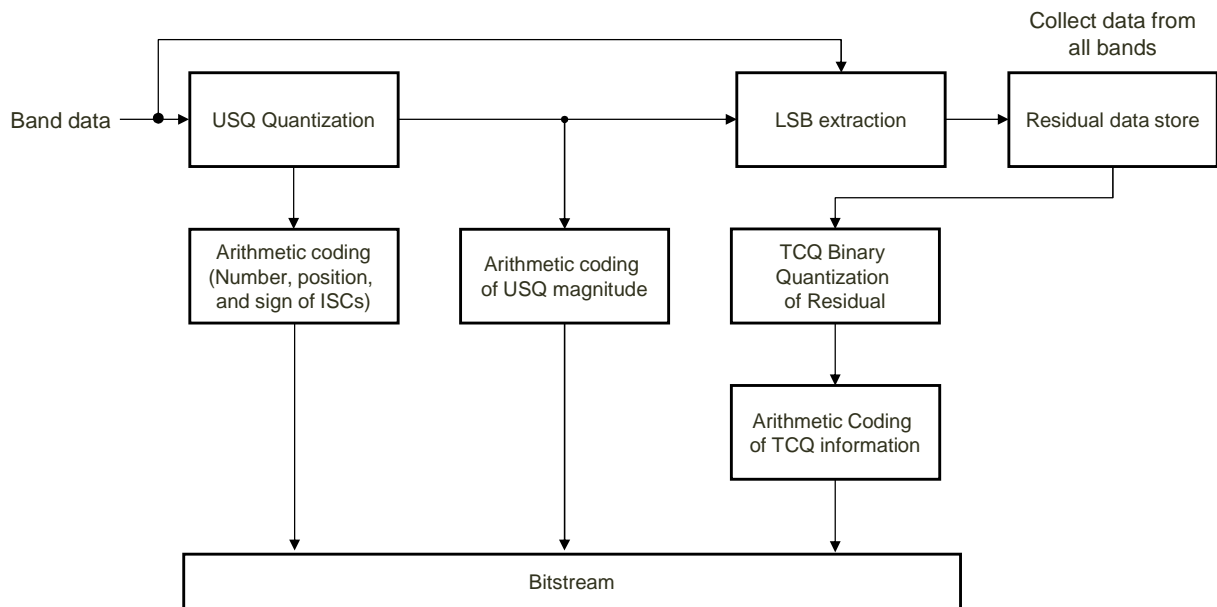 Collect data from
all bands
Band data
USQ Quantization
LSB extraction
Residual data store
Arithmetic coding
(Number, position,
and sign of ISCs)
Arithmetic coding
of USQ magnitude
TCQ Binary
Quantization
of Residual
Arithmetic Coding
of TCQ information
Bitstream